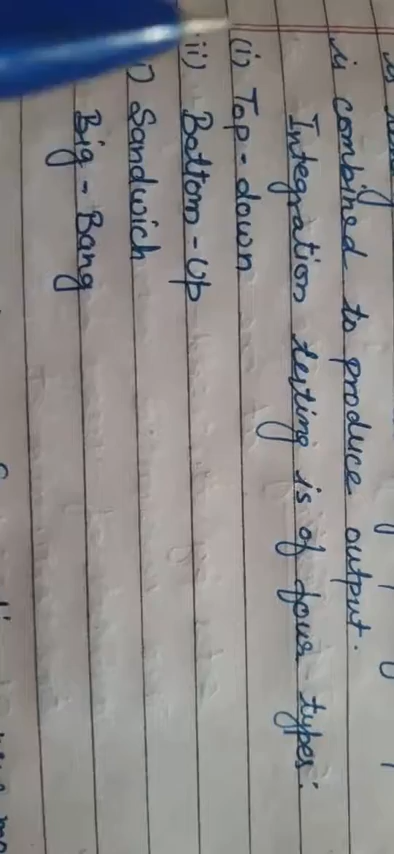 is combined to produce output.
Integration testing is of four types:
(i) Top-down
ii) Bottom-Up
i) Sandwich
Big-Bang